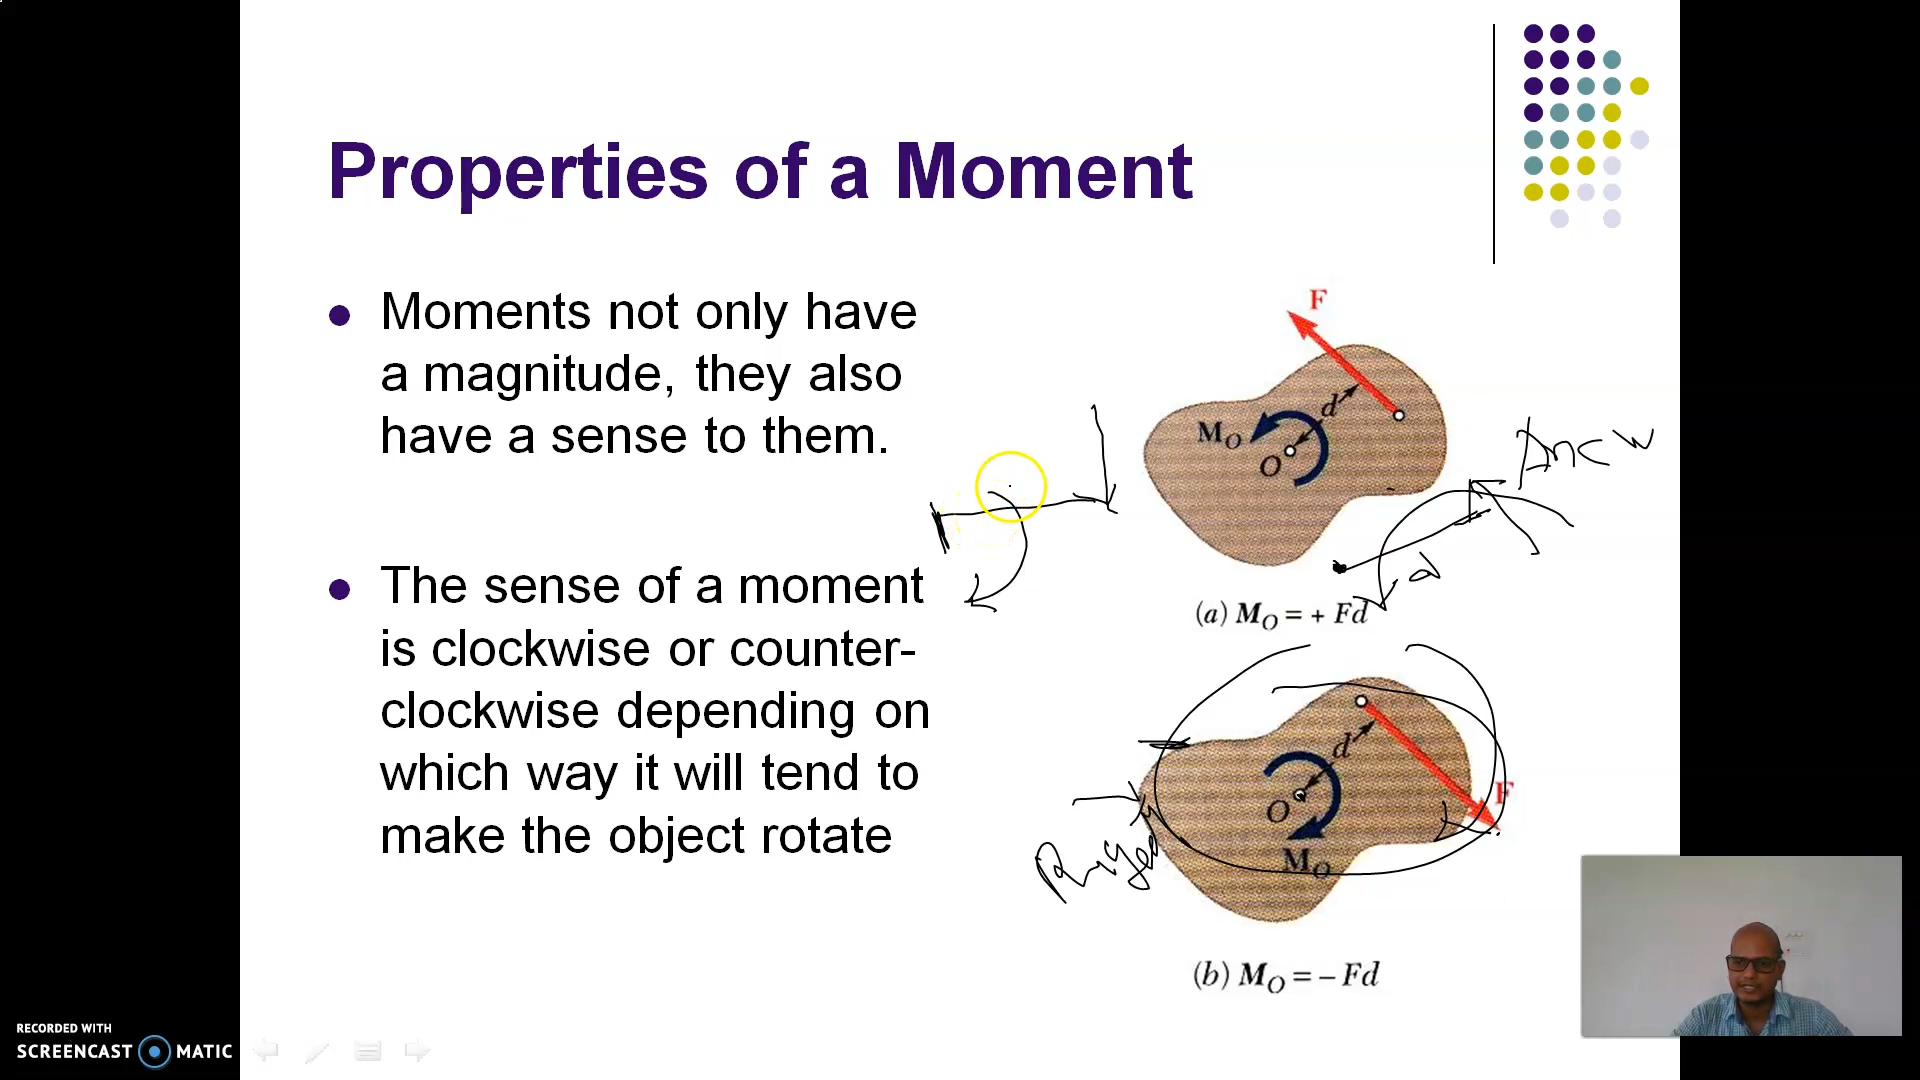 Properties of a Moment
Moments not only have
a magnitude, they also
have a sense to them.
The sense of a moment
is clockwise or counter-
clockwise depending on
which way it will tend to
make the object rotate
F
d
M_O
O
d
(a) M_O = + Fd
d
F
O
M_O
(b) M_O = – Fd
RECORDED WITH
SCREENCAST MATIC